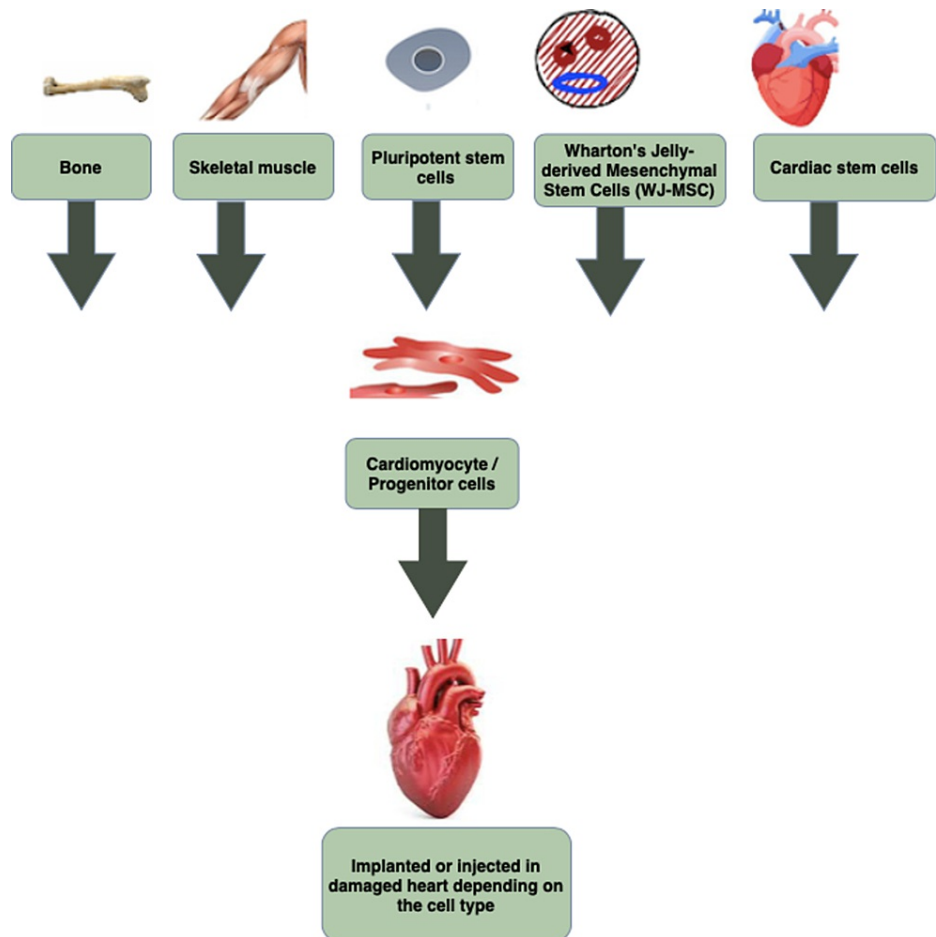 Bone
Skeletal muscle
Pluripotent stem
cells
Wharton's Jelly-
derived Mesenchymal
Stem Cells (WJ-MSC)
Cardiac stem cells
Cardiomyocyte /
Progenitor cells
Implanted or injected in
damaged heart depending on
the cell type